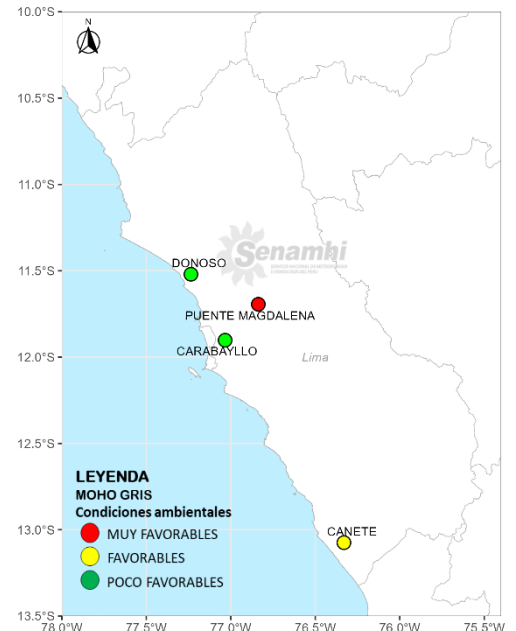 10.0°S
N
10.5°S
11.0°S
Senamhi
DONOSO
11.5°S
PUENTE MAGDALENA
CARABAYLLO
12.0°S
Lima
12.5°S
LEYENDA
MOHO GRIS
Condiciones ambientales
CANETE
13.0°S
MUY FAVORABLES
FAVORABLES
POCO FAVORABLES
13.5°S
78.0°W 77.5°W 77.0°W 76.5°W 76.0°W 75.5°W